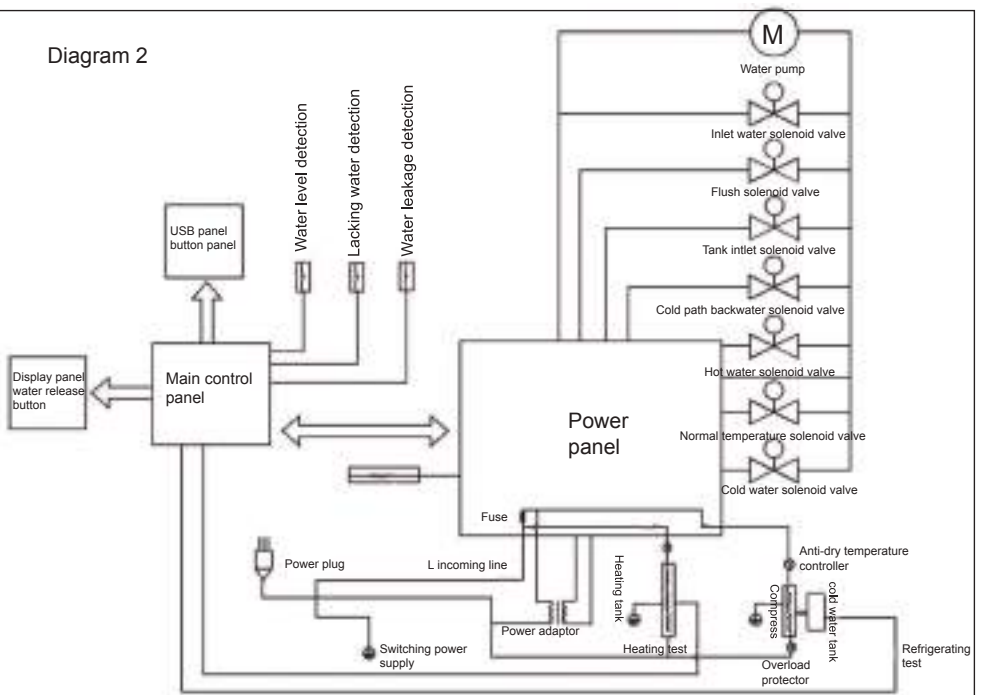 Diagram 2
M
Water pump
Inlet water solenoid valve
Flush solenoid valve
Tank intlet solenoid valve
Cold path backwater solenoid valve
Hot water solenoid valve
Normal temperature solenoid valve
Cold water solenoid valve
Water level detection
Lacking water detection
Water leakage detection
USB panel
button panel
Display panel
water release
button
Main control
panel
Power
panel
Fuse
Power plug
L incoming line
Power adaptor
Switching power
supply
Heating tank
Heating test
Anti-dry temperature
controller
Compress
cold water tank
Overload
protector
Refrigerating
test